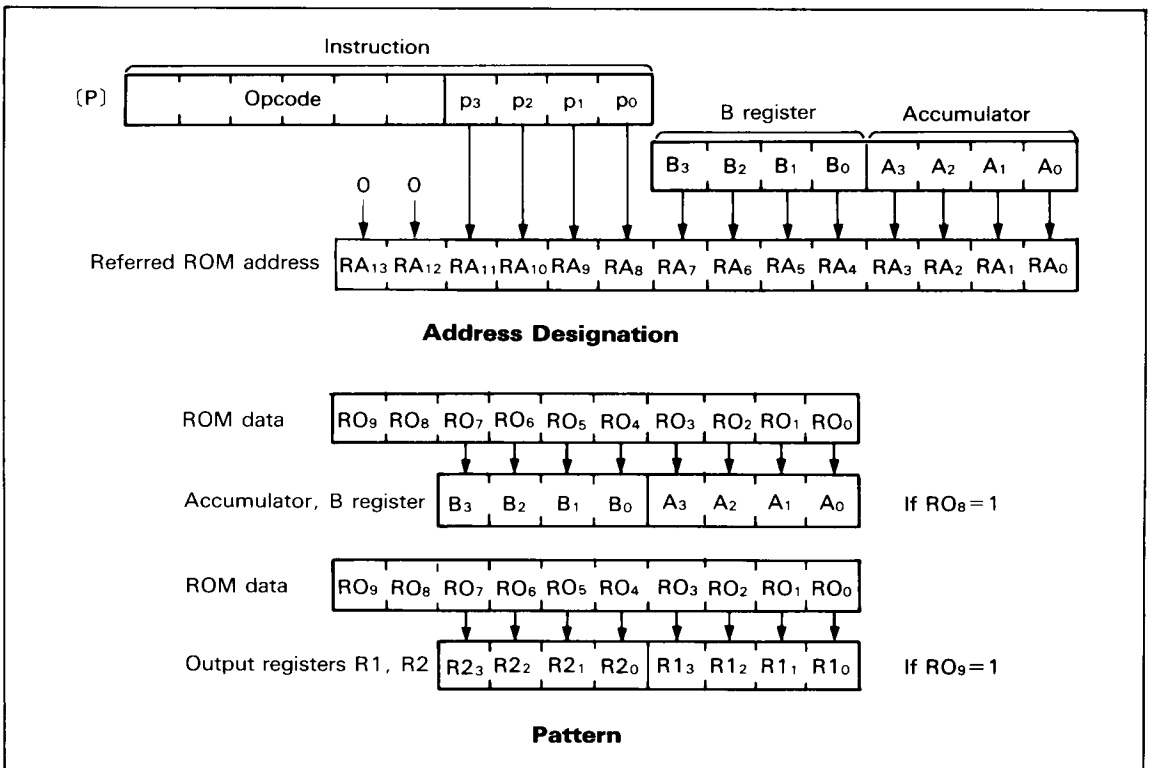 Instruction
[P] Opcode p3 p2 p1 p0
B register Accumulator
B3 B2 B1 B0 A3 A2 A1 A0
0 0
Referred ROM address RA13 RA12 RA11 RA10 RA9 RA8 RA7 RA6 RA5 RA4 RA3 RA2 RA1 RA0
Address Designation
ROM data RO9 RO8 RO7 RO6 RO5 RO4 RO3 RO2 RO1 RO0
Accumulator, B register B3 B2 B1 B0 A3 A2 A1 A0 If RO8=1
ROM data RO9 RO8 RO7 RO6 RO5 RO4 RO3 RO2 RO1 RO0
Output registers R1, R2 R23 R22 R21 R20 R13 R12 R11 R10 If RO9=1
Pattern